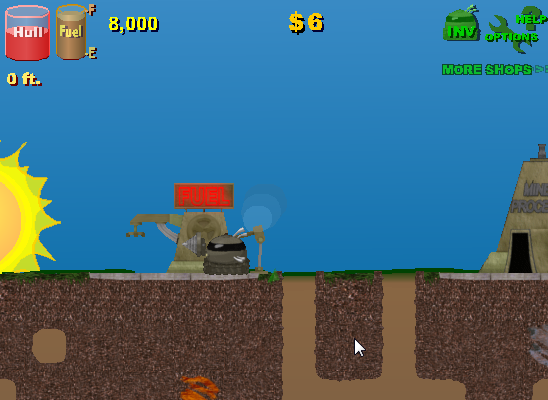 F
Hull
Fuel
E
0 ft.
8,000
$6
INV
HELP
OPTIONS
MORE SHOPS >>
FUEL